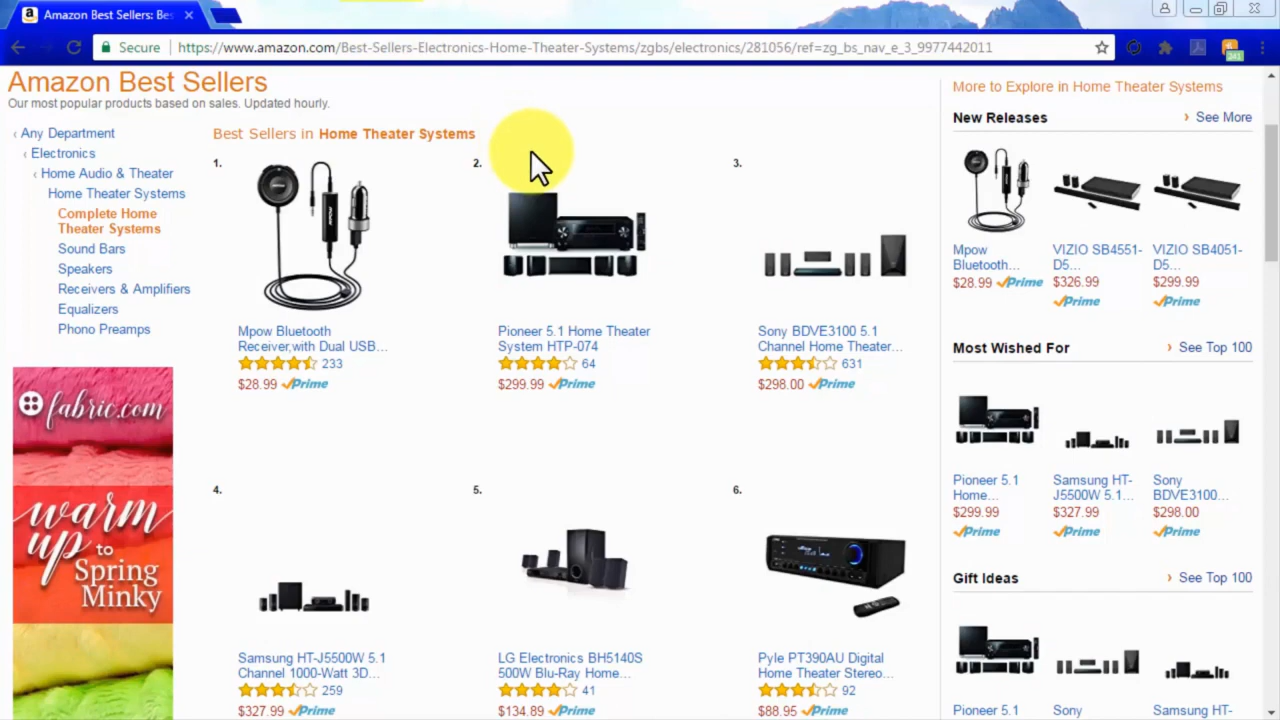 Amazon Best Sellers: Bes
Secure
https://www.amazon.com/Best-Sellers-Electronics-Home-Theater-Systems/zgbs/electronics/281056/ref=zg_bs_nav_e_3_9977442011
Amazon Best Sellers
Our most popular products based on sales. Updated hourly.
‹ Any Department
‹ Electronics
‹ Home Audio & Theater
Home Theater Systems
Complete Home
Theater Systems
Sound Bars
Speakers
Receivers & Amplifiers
Equalizers
Phono Preamps
fabric.com
warm
up to
Spring
Minky
Best Sellers in Home Theater Systems
1.
Mpow Bluetooth
Receiver,with Dual USB...
233
$28.99 Prime
2.
Pioneer 5.1 Home Theater
System HTP-074
64
$299.99 Prime
3.
Sony BDVE3100 5.1
Channel Home Theater...
631
$298.00 Prime
4.
Samsung HT-J5500W 5.1
Channel 1000-Watt 3D...
259
$327.99 Prime
5.
LG Electronics BH5140S
500W Blu-Ray Home...
41
$134.89 Prime
6.
Pyle PT390AU Digital
Home Theater Stereo...
92
$88.95 Prime
More to Explore in Home Theater Systems
New Releases
› See More
Mpow
Bluetooth...
$28.99 Prime
VIZIO SB4551-
D5...
$326.99
Prime
VIZIO SB4051-
D5...
$299.99
Prime
Most Wished For
› See Top 100
Pioneer 5.1
Home...
$299.99
Prime
Samsung HT-
J5500W 5.1...
$327.99
Prime
Sony
BDVE3100...
$298.00
Prime
Gift Ideas
› See Top 100
Pioneer 5.1
Sony
Samsung HT-